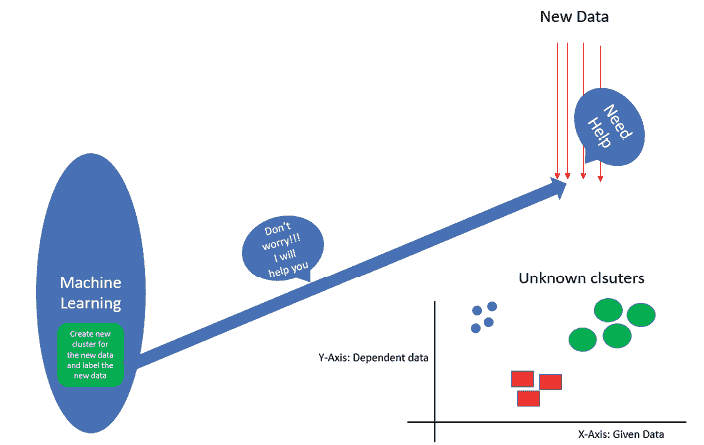 New Data
Need
Help
Don't
worry!!!
I will
help you
Machine
Learning
Create new
cluster for
the new data
and label the
new data
Unknown clsuters
Y-Axis: Dependent data
X-Axis: Given Data